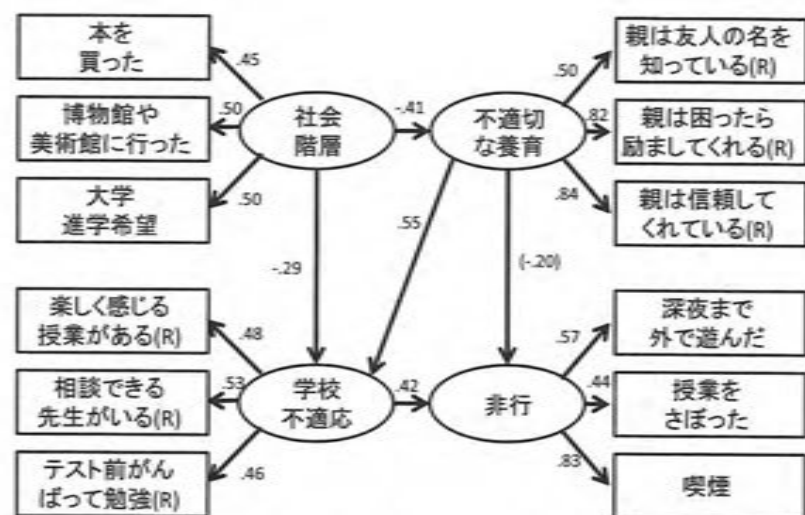 本を
買った
.45
博物館や
美術館に行った
.50
大学
進学希望
.50
社会
階層
-.41
不適切
な養育
.50
親は友人の名を
知っている(R)
.82
親は困ったら
励ましてくれる(R)
.84
親は信頼して
くれている(R)
-.29
.55
(-.20)
楽しく感じる
授業がある(R)
.48
相談できる
先生がいる(R)
.53
テスト前がん
ばって勉強(R)
.46
学校
不適応
.42
非行
.57
深夜まで
外で遊んだ
.44
授業を
さぼった
.83
喫煙